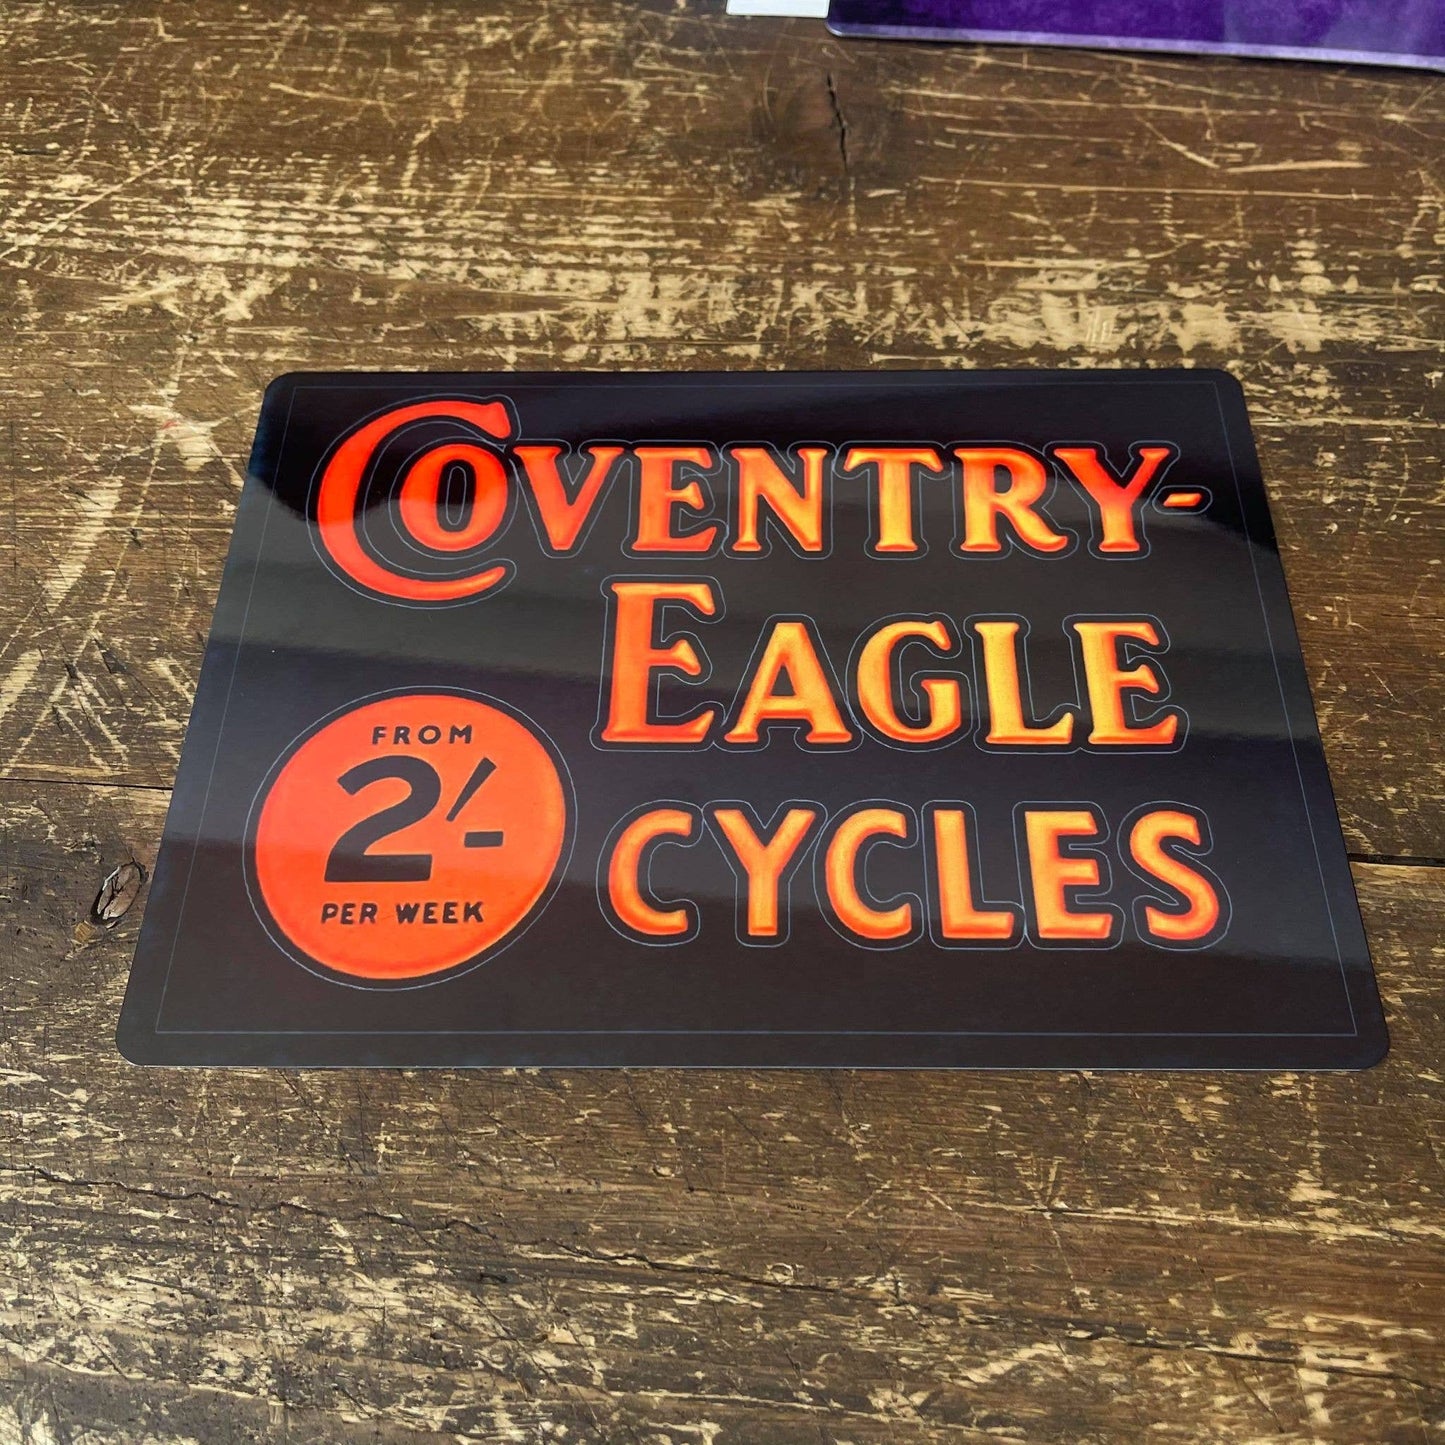 COVENTRY-
EAGLE
CYCLES
FROM
2/-
PER WEEK